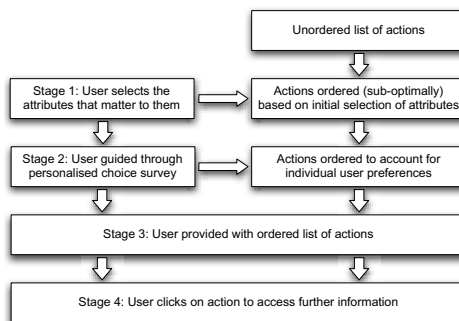 Unordered list of actions
Stage 1: User selects the
attributes that matter to them
Actions ordered (sub-optimally)
based on initial selection of attributes
Stage 2: User guided through
personalised choice survey
Actions ordered to account for
individual user preferences
Stage 3: User provided with ordered list of actions
Stage 4: User clicks on action to access further information